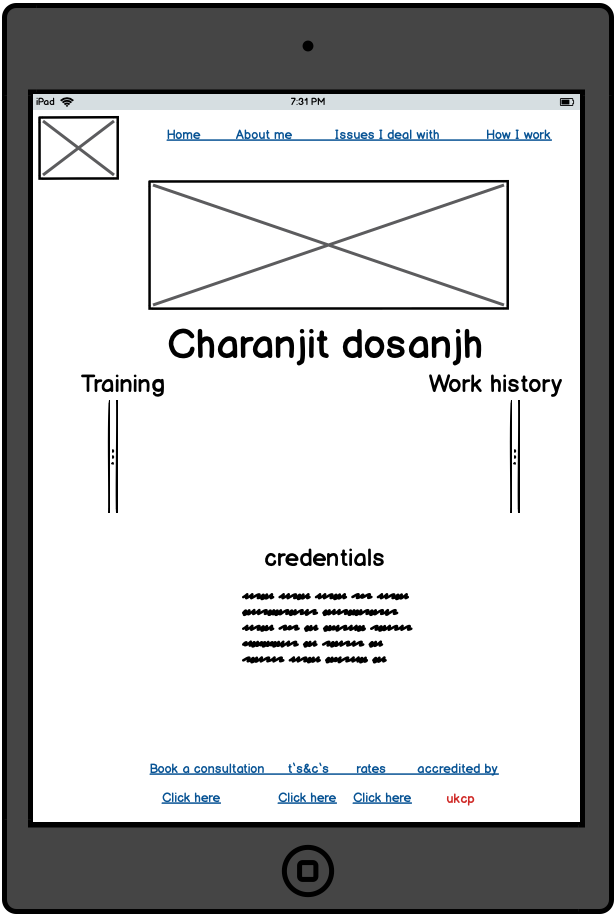 iPad 7:31 PM
Home About me Issues I deal with How I work
Charanjit dosanjh
Training Work history
credentials
Book a consultation t's&c's rates accredited by
Click here Click here Click here ukcp